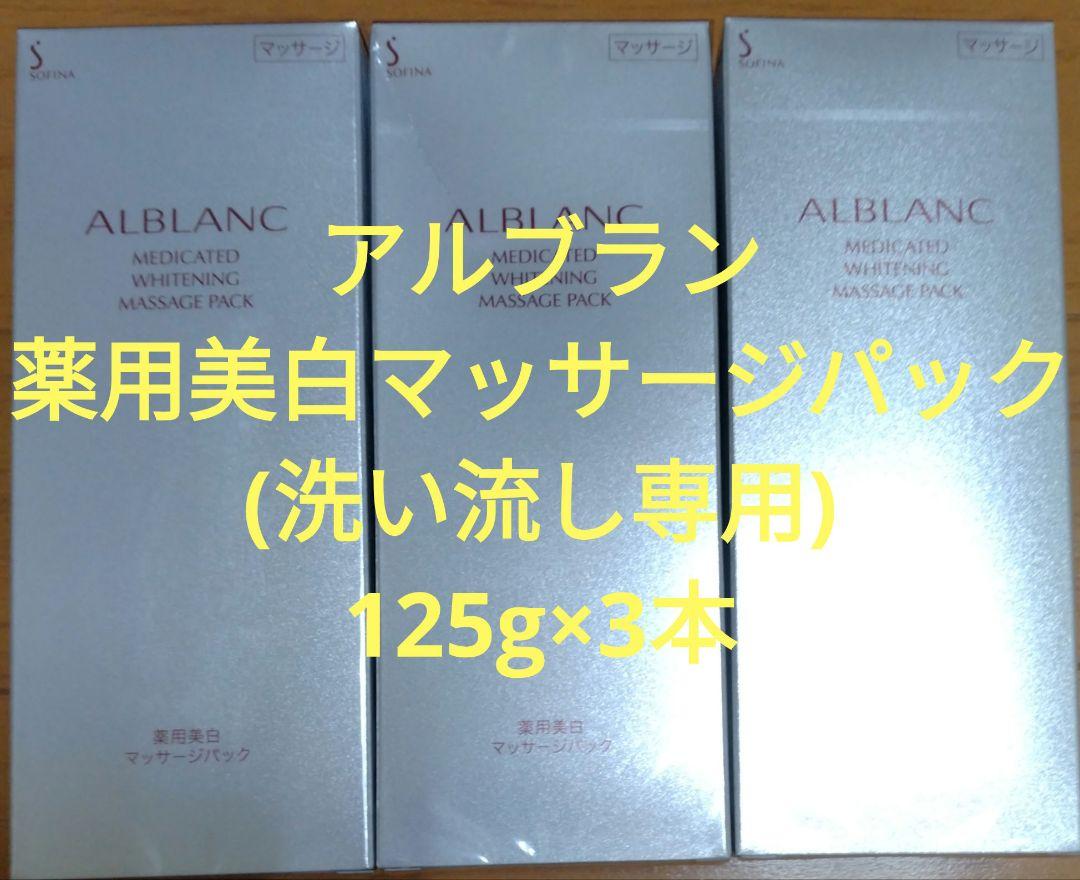 SOFINA
マッサージ
ALBLANC
MEDICATED
WHITENING
MASSAGE PACK
薬用美白
マッサージパック
SOFINA
マッサージ
ALBLANC
MEDICATED
WHITENING
MASSAGE PACK
薬用美白
マッサージパック
SOFINA
マッサージ
ALBLANC
MEDICATED
WHITENING
MASSAGE PACK
アルブラン
薬用美白マッサージパック
(洗い流し専用)
125g×3本